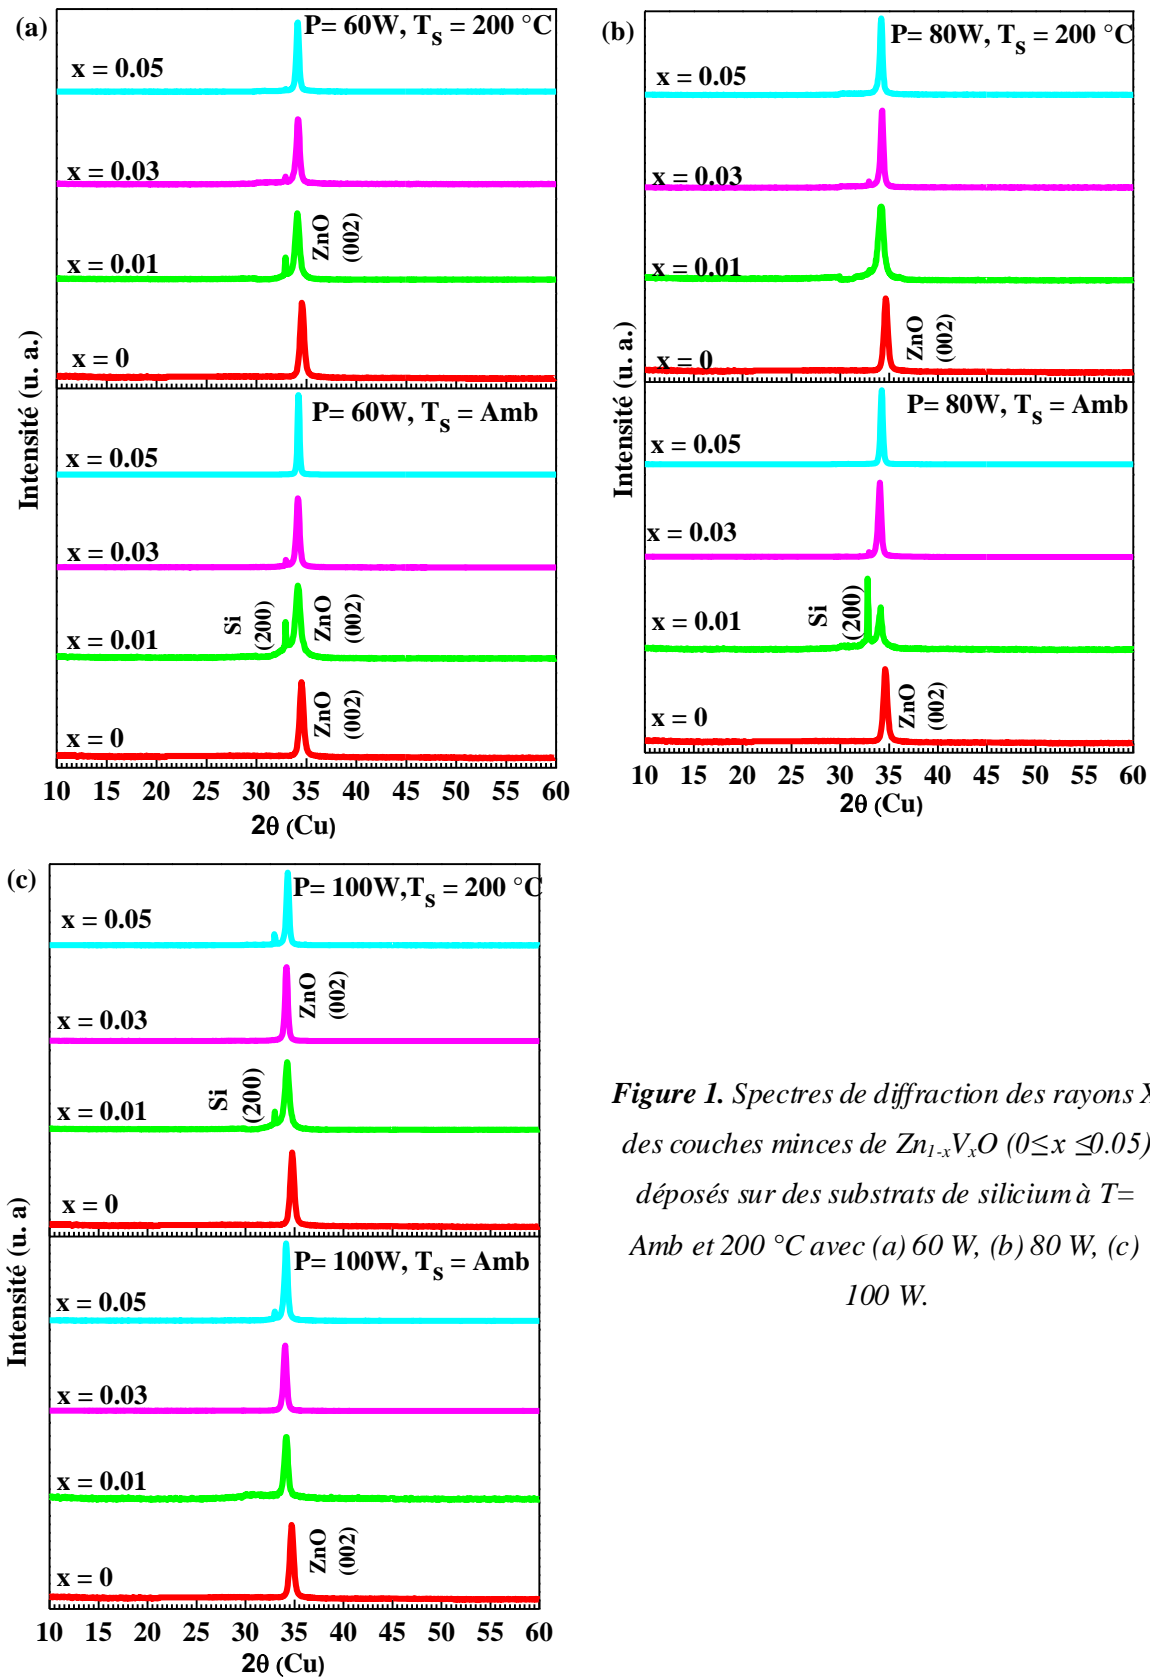 (a)
P= 60W, Ts = 200 °C
x = 0.05
x = 0.03
ZnO
(002)
x = 0.01
x = 0
P= 60W, Ts = Amb
x = 0.05
x = 0.03
Si
(200)
ZnO
(002)
x = 0.01
ZnO
(002)
x = 0
Intensité (u. a.)
10 15 20 25 30 35 40 45 50 55 60
2θ (Cu)
(b)
P= 80W, Ts = 200 °C
x = 0.05
x = 0.03
x = 0.01
ZnO
(002)
x = 0
P= 80W, Ts = Amb
x = 0.05
x = 0.03
Si
(200)
x = 0.01
ZnO
(002)
x = 0
Intensité (u. a.)
10 15 20 25 30 35 40 45 50 55 60
2θ (Cu)
(c)
P= 100W,Ts = 200 °C
x = 0.05
ZnO
(002)
x = 0.03
Si
(200)
x = 0.01
x = 0
P= 100W, Ts = Amb
x = 0.05
x = 0.03
x = 0.01
ZnO
(002)
x = 0
Intensité (u. a)
10 15 20 25 30 35 40 45 50 55 60
2θ (Cu)
Figure 1. Spectres de diffraction des rayons X
des couches minces de Zn1-xVxO (0≤x ≤0.05)
déposés sur des substrats de silicium à T=
Amb et 200 °C avec (a) 60 W, (b) 80 W, (c)
100 W.